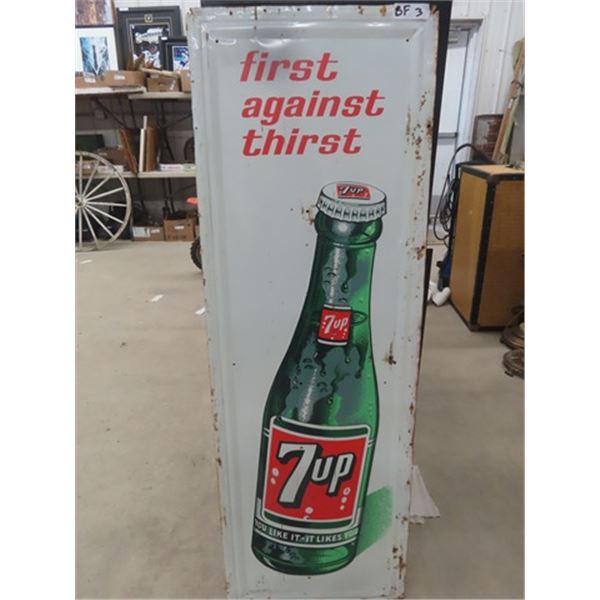 BF 3
first
against
thirst
7up
7up
7up
YOU LIKE IT-IT LIKES YOU